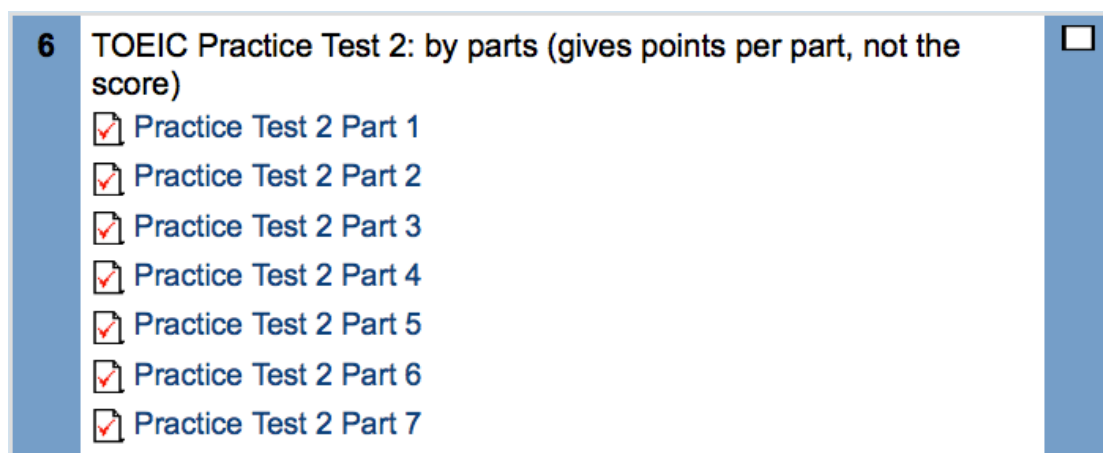 6 TOEIC Practice Test 2: by parts (gives points per part, not the
score)
Practice Test 2 Part 1
Practice Test 2 Part 2
Practice Test 2 Part 3
Practice Test 2 Part 4
Practice Test 2 Part 5
Practice Test 2 Part 6
Practice Test 2 Part 7